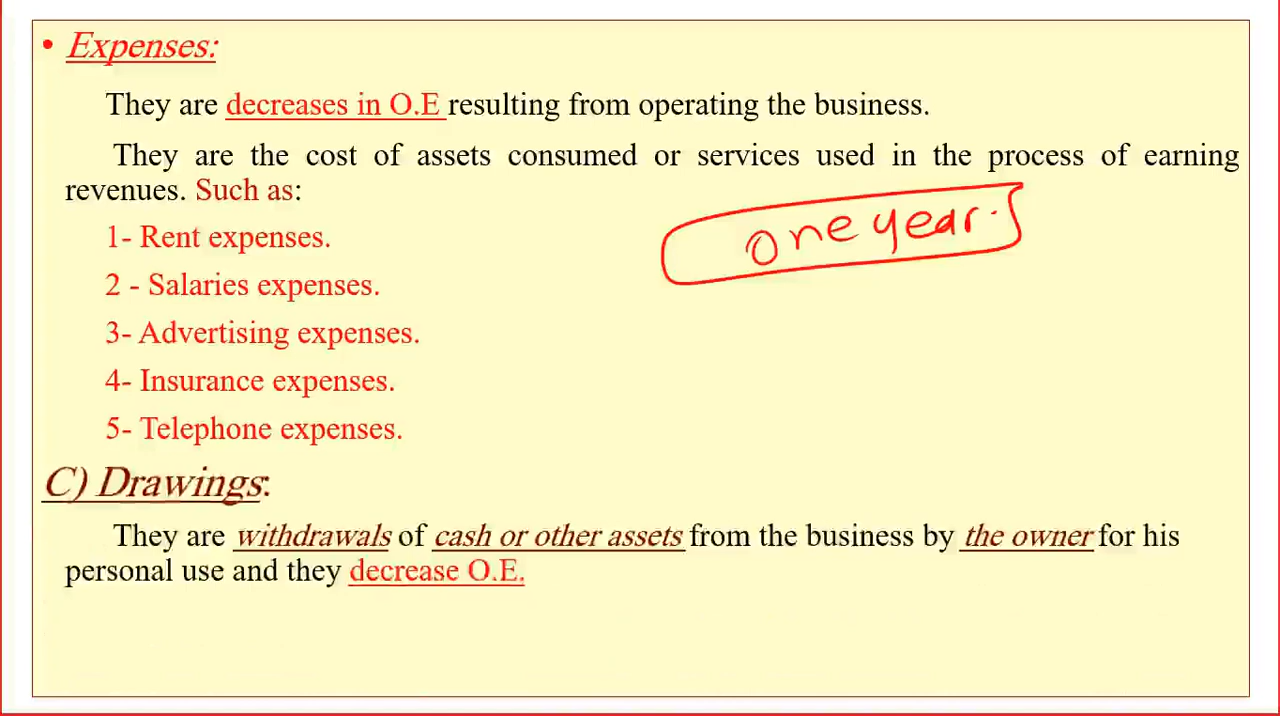 • Expenses:
They are decreases in O.E resulting from operating the business.
They are the cost of assets consumed or services used in the process of earning
revenues. Such as:
one year.
1- Rent expenses.
2 - Salaries expenses.
3- Advertising expenses.
4- Insurance expenses.
5- Telephone expenses.
C) Drawings:
They are withdrawals of cash or other assets from the business by the owner for his
personal use and they decrease O.E.